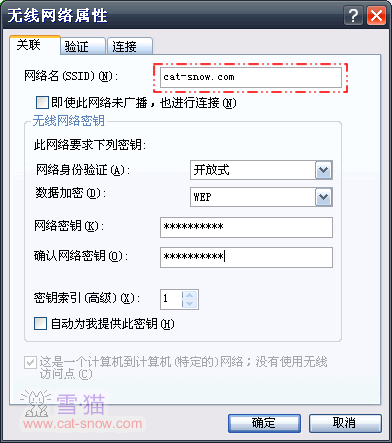 无线网络属性
关联 验证 连接
网络名(SSID)(N): cat-snow.com
即使此网络未广播，也进行连接(N)
无线网络密钥
此网络要求下列密钥:
网络身份验证(A): 开放式
数据加密(D): WEP
网络密钥(K): **********
确认网络密钥(O): **********
密钥索引(高级)(X): 1
自动为我提供此密钥(H)
这是一个计算机到计算机(特定的)网络；没有使用无线
访问点(C)
雪·猫
www.cat-snow.com
确定 取消